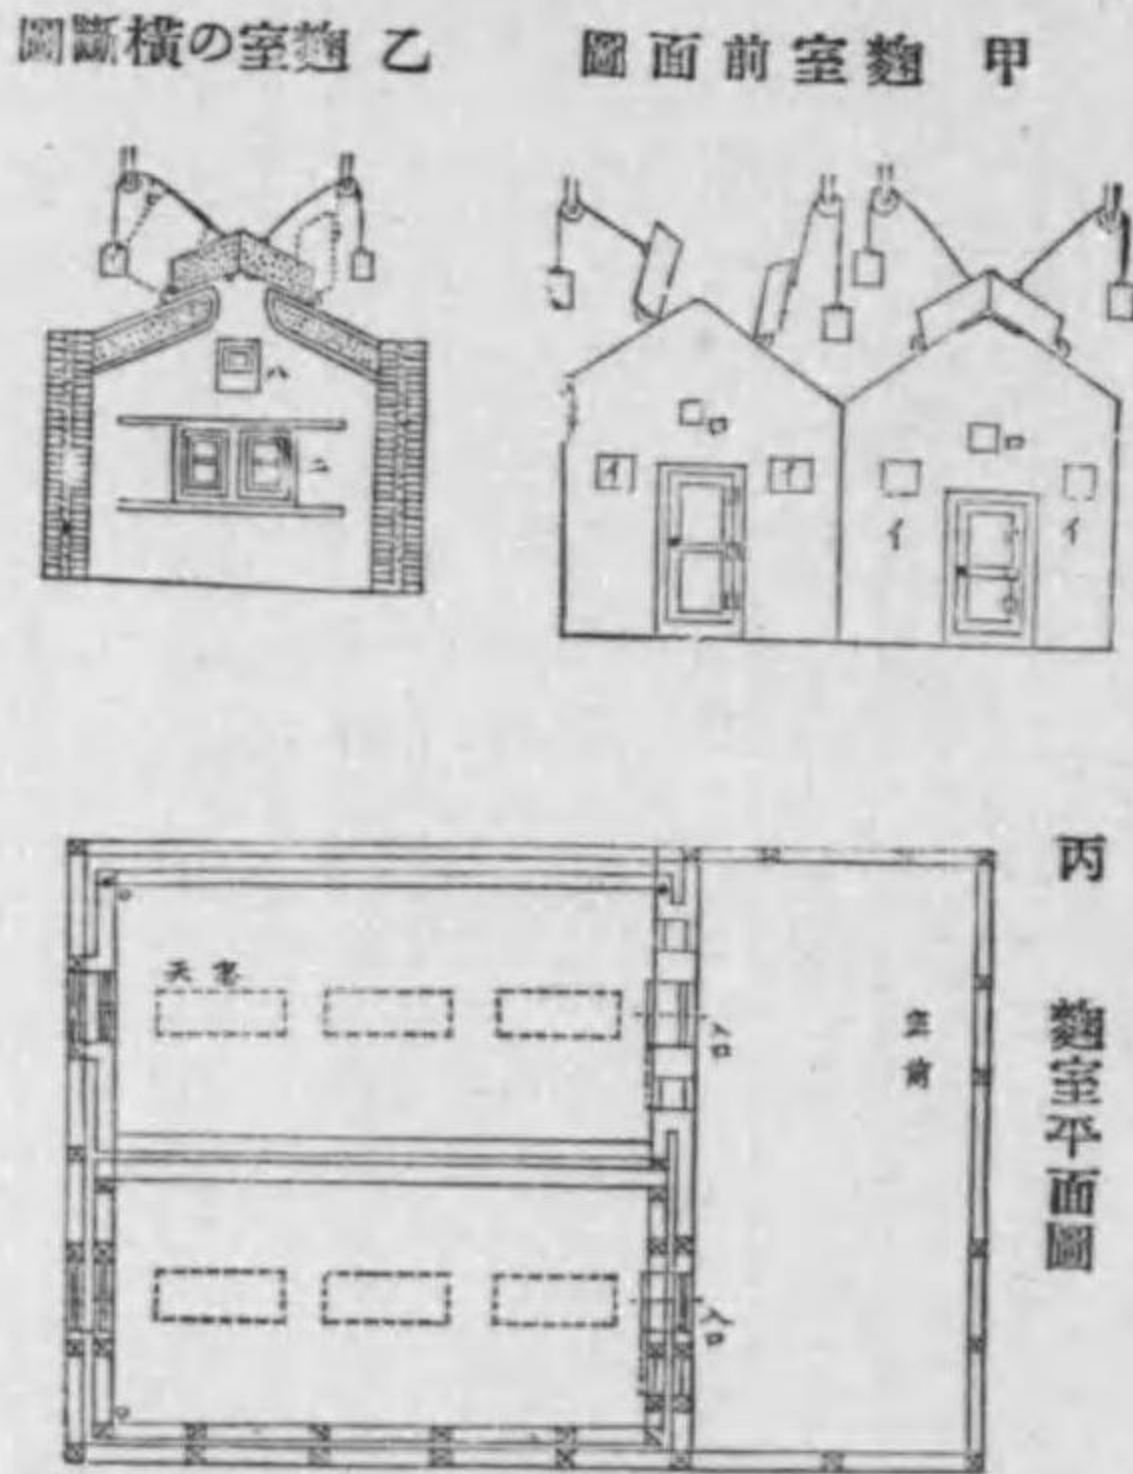 甲 麴室前面圖
乙 麴室の橫斷圖
ロ
イ
イ
ロ
イ
イ
ハ
ニ
丙 麴室平面圖
天窓
入口
室前
入口